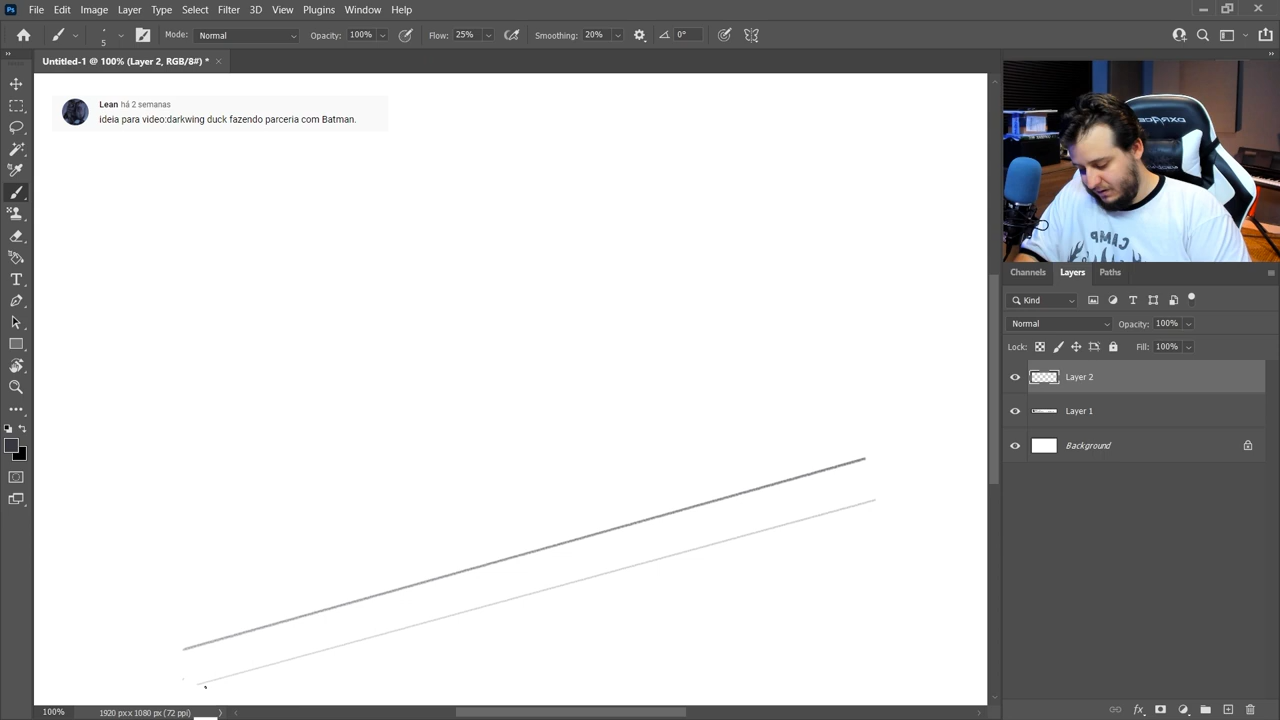 Ps File Edit Image Layer Type Select Filter 3D View Plugins Window Help
5 Mode: Normal Opacity: 100% Flow: 25% Smoothing: 20% 0°
Untitled-1 @ 100% (Layer 2, RGB/8#) *
Lean há 2 semanas
ideia para video:darkwing duck fazendo parceria com Batman.
DXRACER
CAMP
Channels Layers Paths
Kind
Normal Opacity: 100%
Lock: Fill: 100%
Layer 2
Layer 1
Background
100% 1920 px x 1080 px (72 ppi)